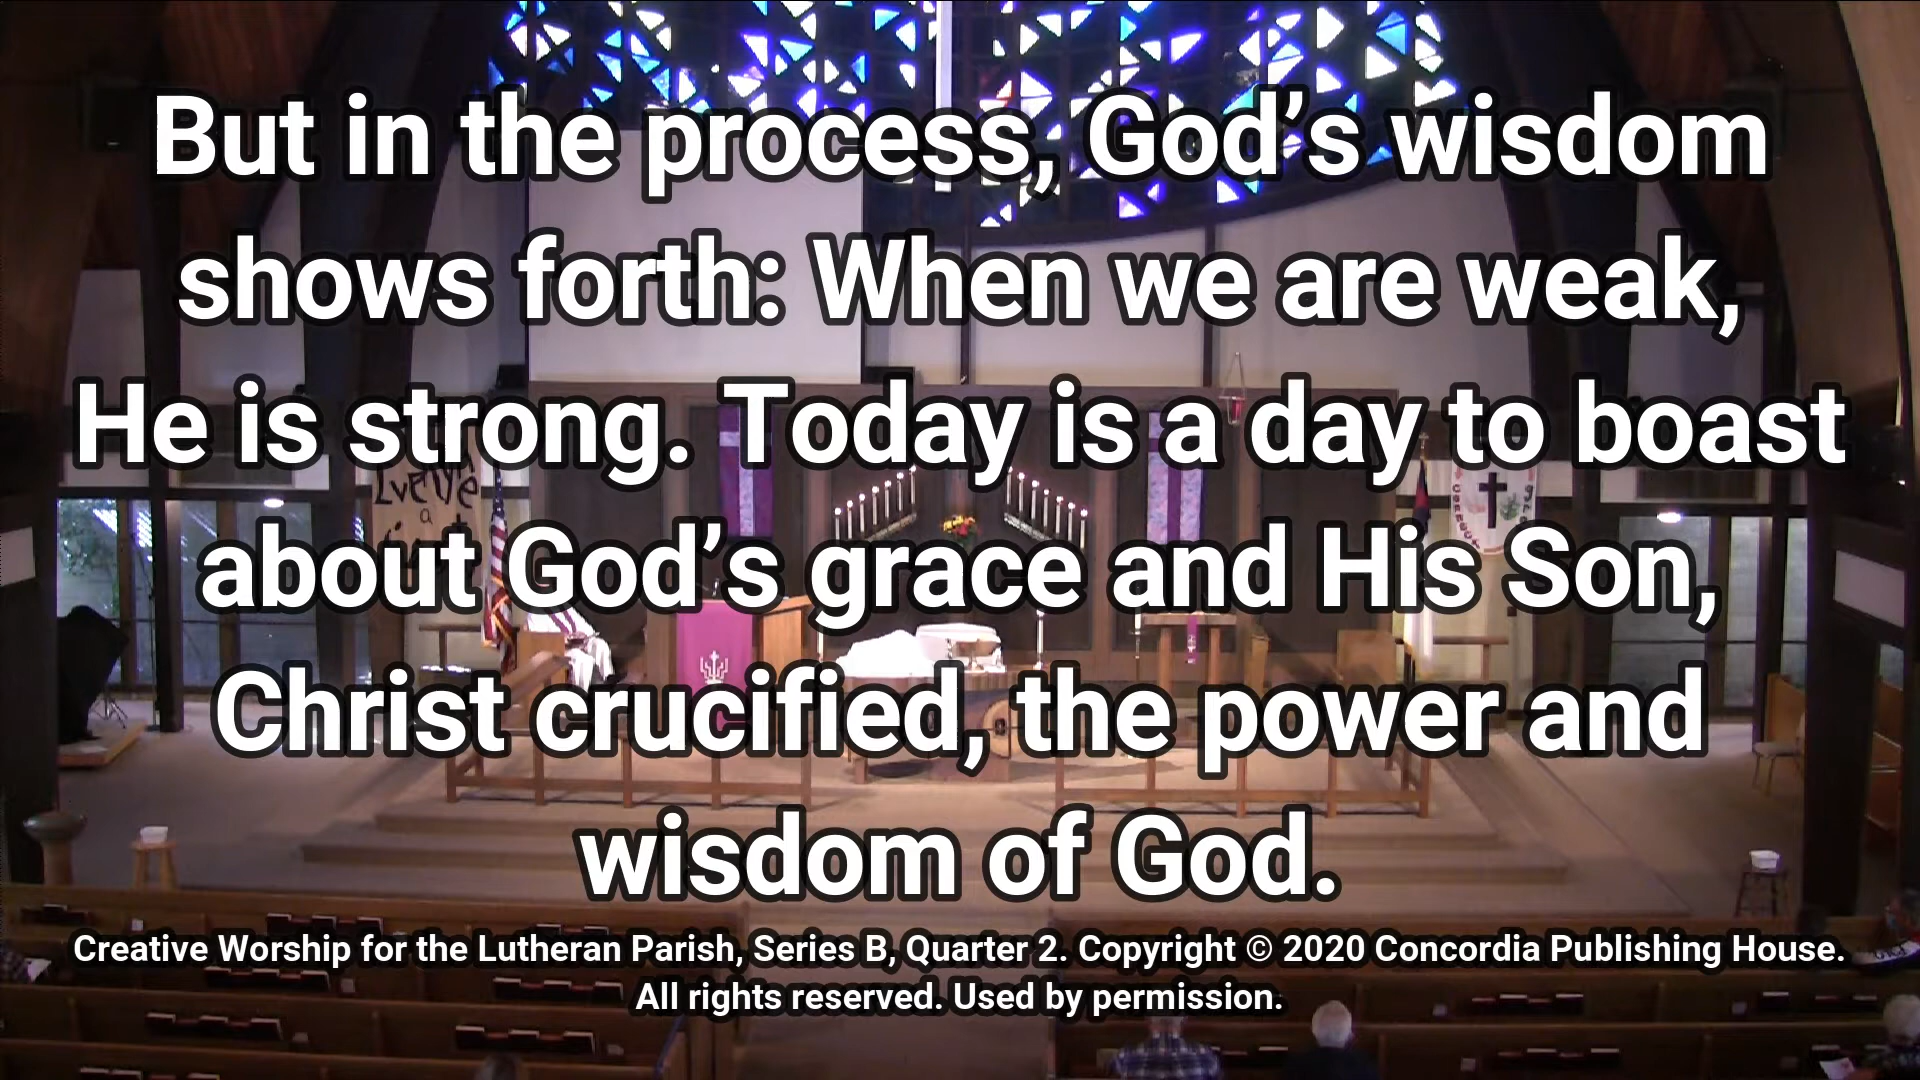 But in the process, God’s wisdom
shows forth: When we are weak,
He is strong. Today is a day to boast
about God’s grace and His Son,
Christ crucified, the power and
wisdom of God.
Creative Worship for the Lutheran Parish, Series B, Quarter 2. Copyright © 2020 Concordia Publishing House.
All rights reserved. Used by permission.